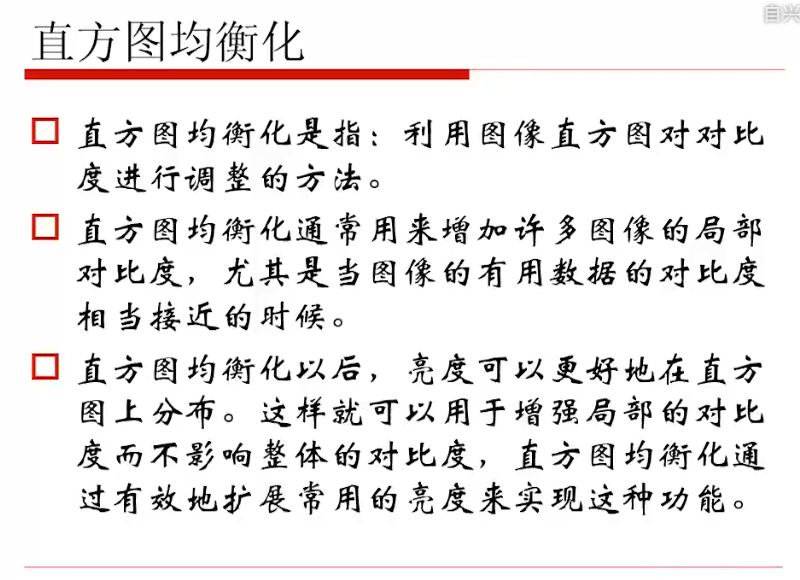 自兴
直方图均衡化
直方图均衡化是指：利用图像直方图对对比
度进行调整的方法。
直方图均衡化通常用来增加许多图像的局部
对比度，尤其是当图像的有用数据的对比度
相当接近的时候。
直方图均衡化以后，亮度可以更好地在直方
图上分布。这样就可以用于增强局部的对比
度而不影响整体的对比度，直方图均衡化通
过有效地扩展常用的亮度来实现这种功能。